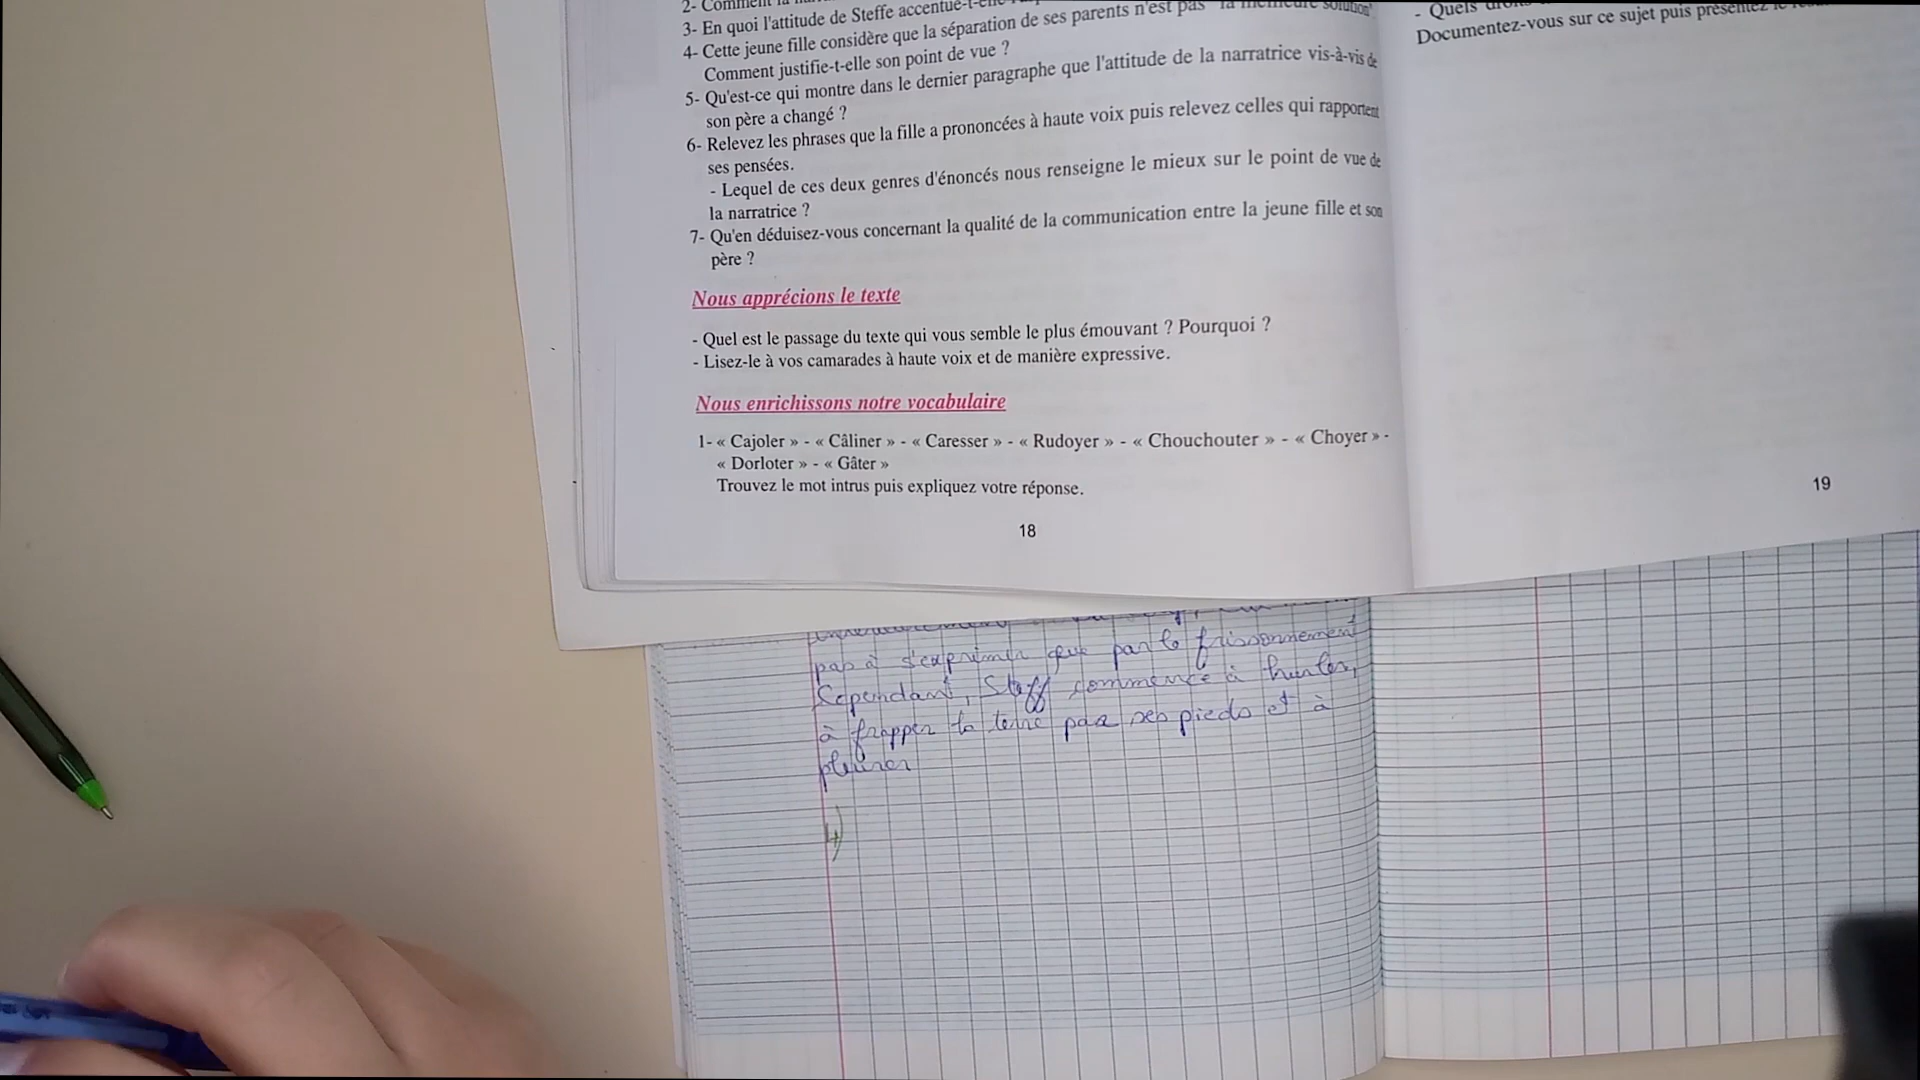 2- Comment la
3- En quoi l'attitude de Steffe accentue-t-elle
4- Cette jeune fille considère que la séparation de ses parents n'est pas "la meilleure solution"
Comment justifie-t-elle son point de vue ?
5- Qu'est-ce qui montre dans le dernier paragraphe que l'attitude de la narratrice vis-à-vis de
son père a changé ?
6- Relevez les phrases que la fille a prononcées à haute voix puis relevez celles qui rapportent
ses pensées.
- Lequel de ces deux genres d'énoncés nous renseigne le mieux sur le point de vue de
la narratrice ?
7- Qu'en déduisez-vous concernant la qualité de la communication entre la jeune fille et son
père ?
Nous apprécions le texte
- Quel est le passage du texte qui vous semble le plus émouvant ? Pourquoi ?
- Lisez-le à vos camarades à haute voix et de manière expressive.
Nous enrichissons notre vocabulaire
1- « Cajoler » - « Câliner » - « Caresser » - « Rudoyer » - « Chouchouter » - « Choyer » -
« Dorloter » - « Gâter »
Trouvez le mot intrus puis expliquez votre réponse.
18
- Quels
Documentez-vous sur ce sujet puis présentez le
19
pas à s'exprimer que par le frissonnement
Cependant, Steff commence à hurler,
à frapper la terre par ses pieds et à
pleurer
4)